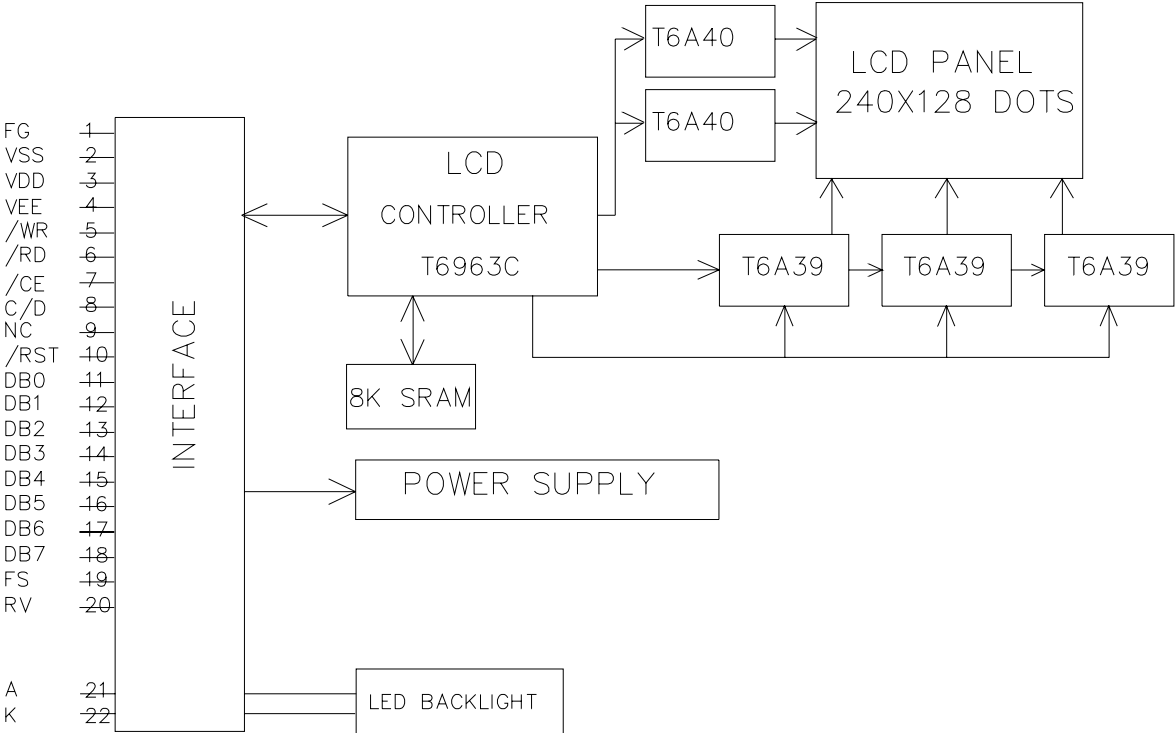 FG 1
VSS 2
VDD 3
VEE 4
/WR 5
/RD 6
/CE 7
C/D 8
NC 9
/RST 10
DB0 11
DB1 12
DB2 13
DB3 14
DB4 15
DB5 16
DB6 17
DB7 18
FS 19
RV 20
A 21
K 22
INTERFACE
LCD
CONTROLLER
T6963C
8K SRAM
POWER SUPPLY
LED BACKLIGHT
T6A40
T6A40
LCD PANEL
240X128 DOTS
T6A39
T6A39
T6A39